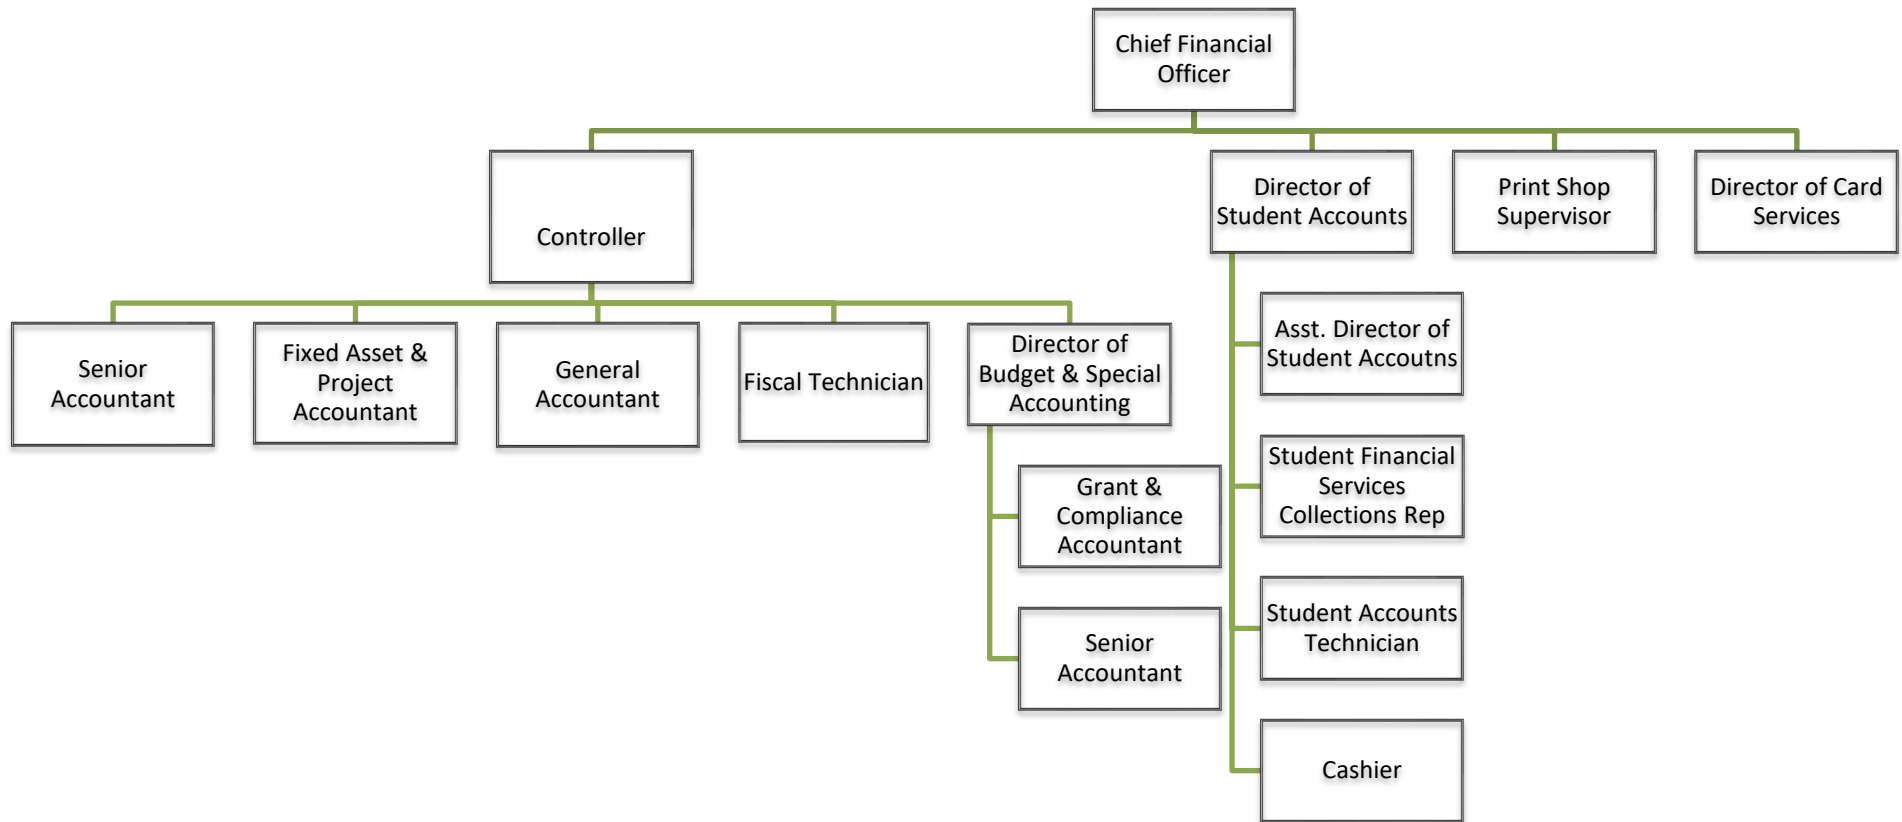 Chief Financial
Officer
Controller
Director of
Student Accounts
Print Shop
Supervisor
Director of Card
Services
Senior
Accountant
Fixed Asset &
Project
Accountant
General
Accountant
Fiscal Technician
Director of
Budget & Special
Accounting
Grant &
Compliance
Accountant
Senior
Accountant
Asst. Director of
Student Accoutns
Student Financial
Services
Collections Rep
Student Accounts
Technician
Cashier